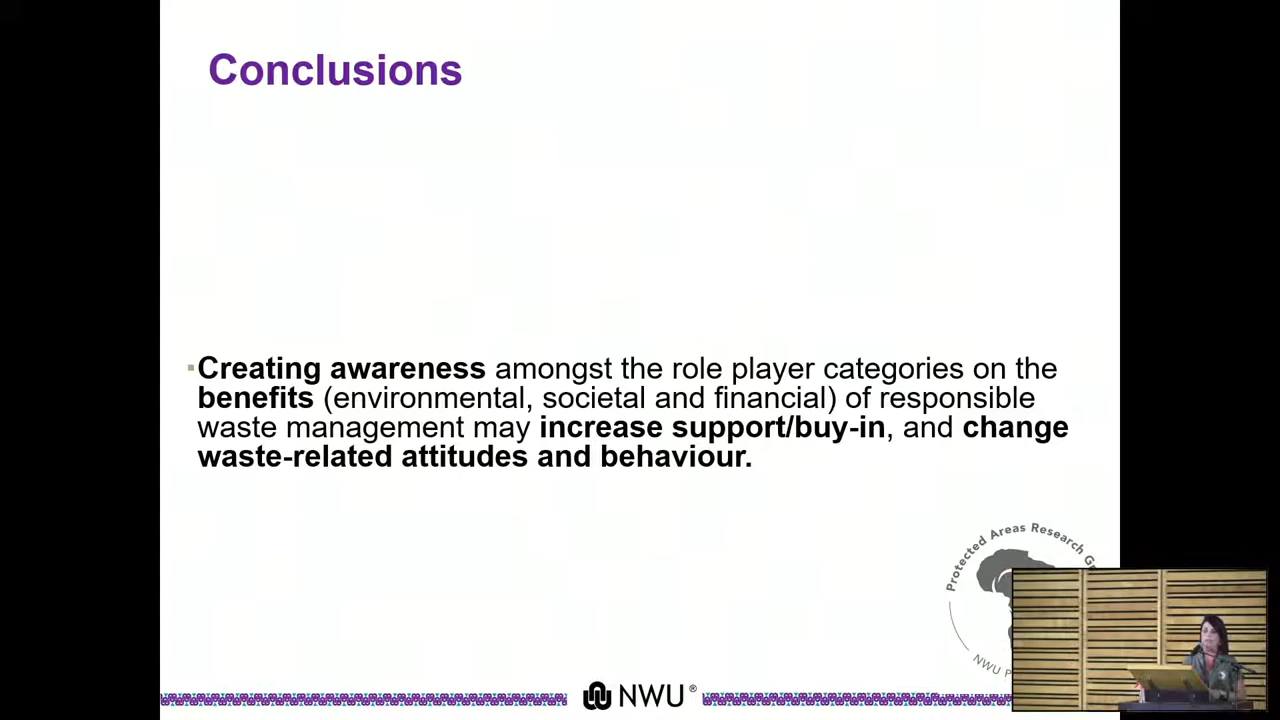 Conclusions
▪Creating awareness amongst the role player categories on the
benefits (environmental, societal and financial) of responsible
waste management may increase support/buy-in, and change
waste-related attitudes and behaviour.
Protected Areas Research
NWU
NWU®